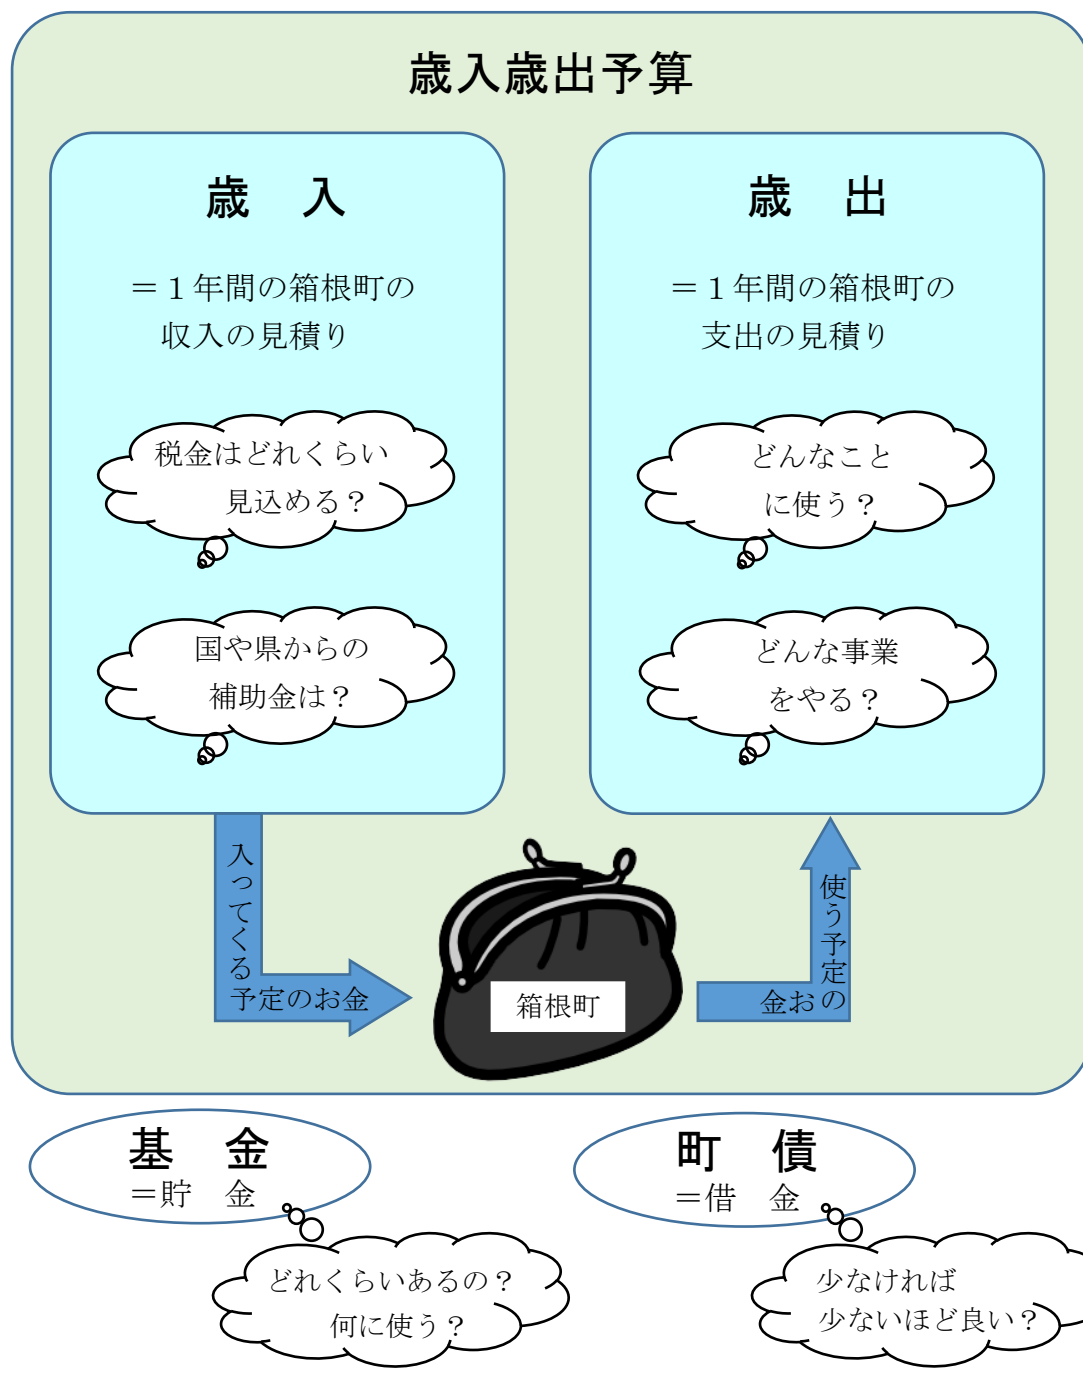 歳入歳出予算
歳　入
＝１年間の箱根町の
収入の見積り
税金はどれくらい
見込める？
国や県からの
補助金は？
歳　出
＝１年間の箱根町の
支出の見積り
どんなこと
に使う？
どんな事業
をやる？
入ってくる
予定のお金
箱根町
使う予定の
お金
基　金
＝貯　金
どれくらいあるの？
何に使う？
町　債
＝借　金
少なければ
少ないほど良い？